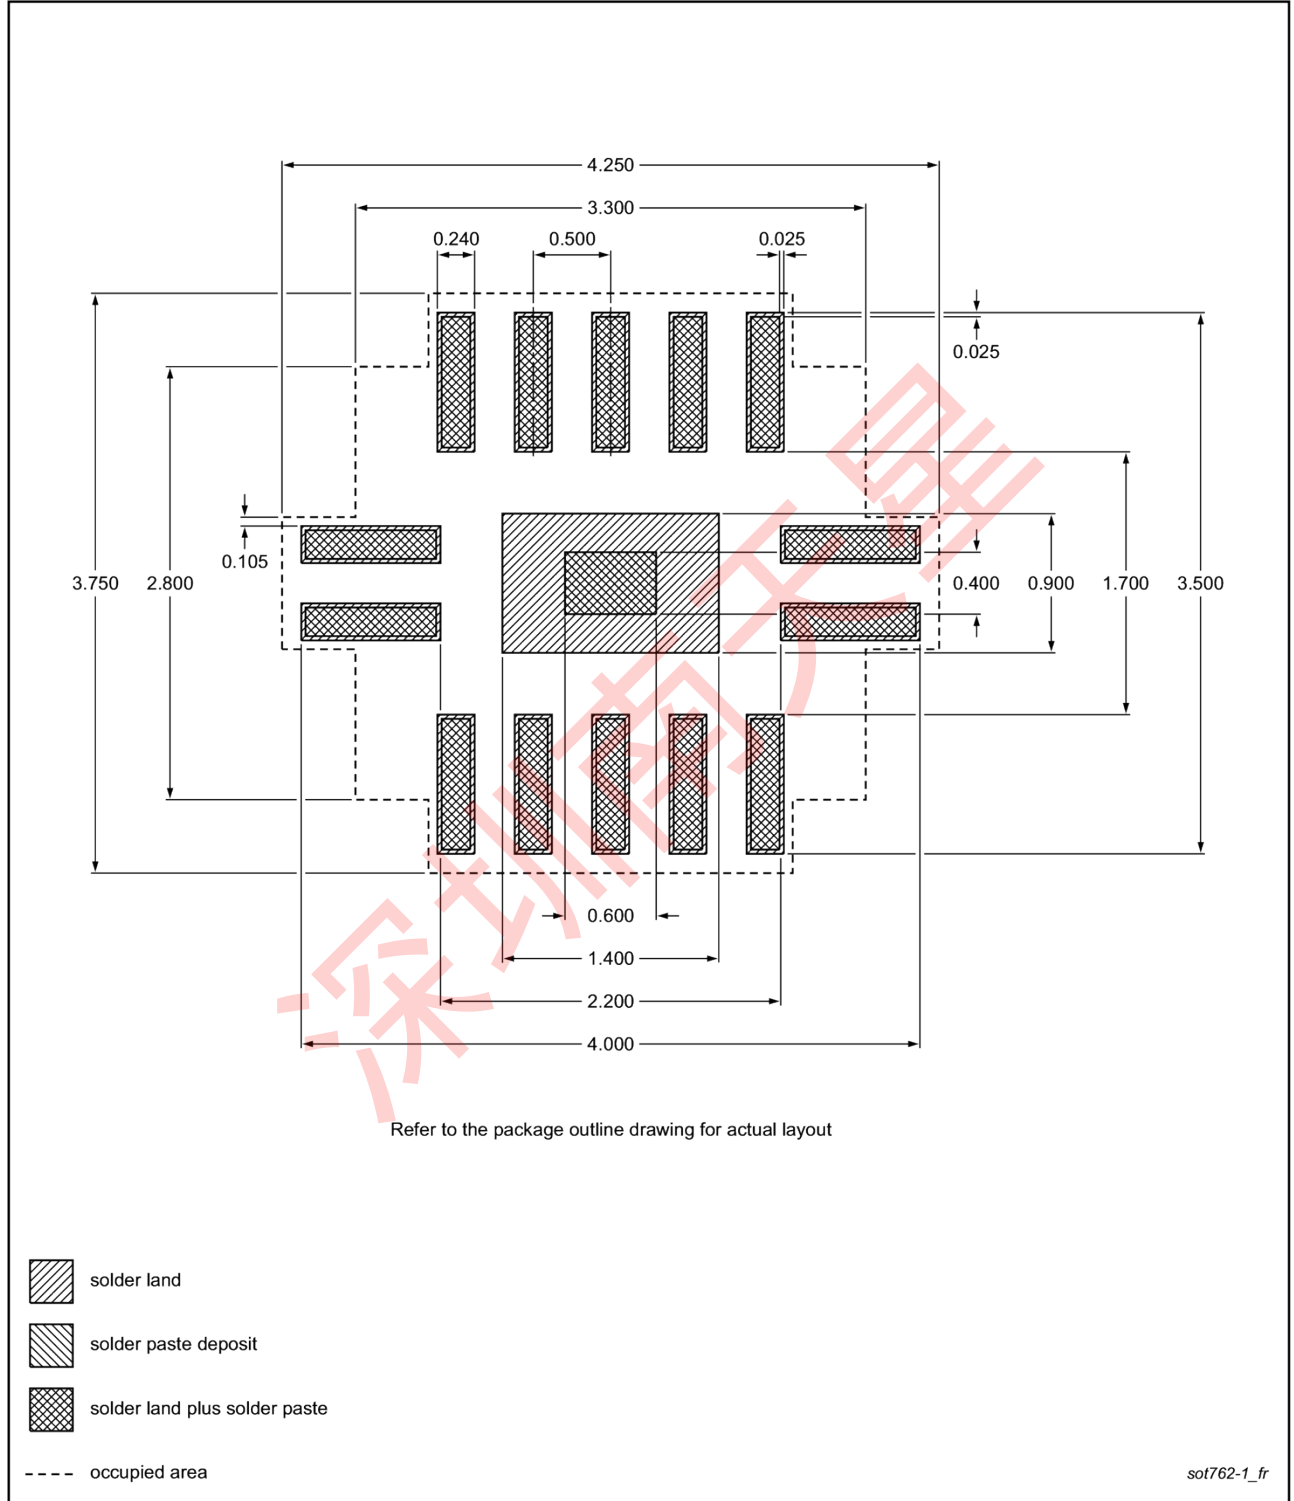 4.250
3.300
0.240 0.500 0.025
0.025
0.105
3.750 2.800 0.400 0.900 1.700 3.500
0.600
1.400
2.200
4.000
深圳南天星
Refer to the package outline drawing for actual layout
solder land
solder paste deposit
solder land plus solder paste
occupied area
sot762-1_fr